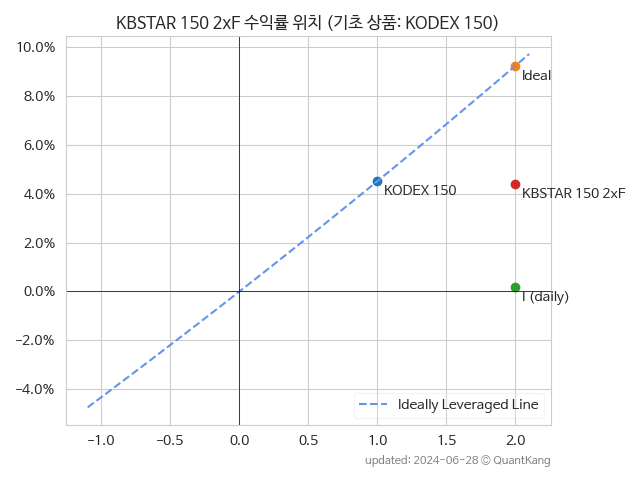 KBSTAR 150 2xF 수익률 위치 (기초 상품: KODEX 150)
10.0%
8.0%
6.0%
4.0%
2.0%
0.0%
−2.0%
−4.0%
Ideal
KODEX 150
KBSTAR 150 2xF
I (daily)
Ideally Leveraged Line
−1.0 −0.5 0.0 0.5 1.0 1.5 2.0
updated: 2024-06-28 © QuantKang